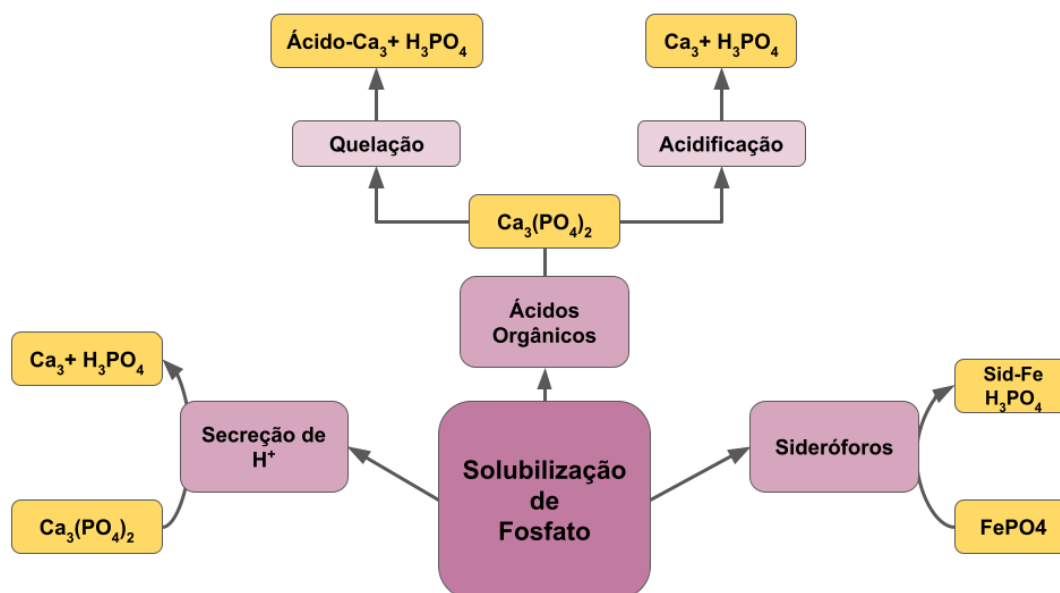 Ácido-Ca₃+ H₃PO₄
Ca₃+ H₃PO₄
Quelação
Acidificação
Ca₃(PO₄)₂
Ácidos
Orgânicos
Ca₃+ H₃PO₄
Secreção de
H⁺
Ca₃(PO₄)₂
Solubilização
de
Fosfato
Sideróforos
Sid-Fe
H₃PO₄
FePO4